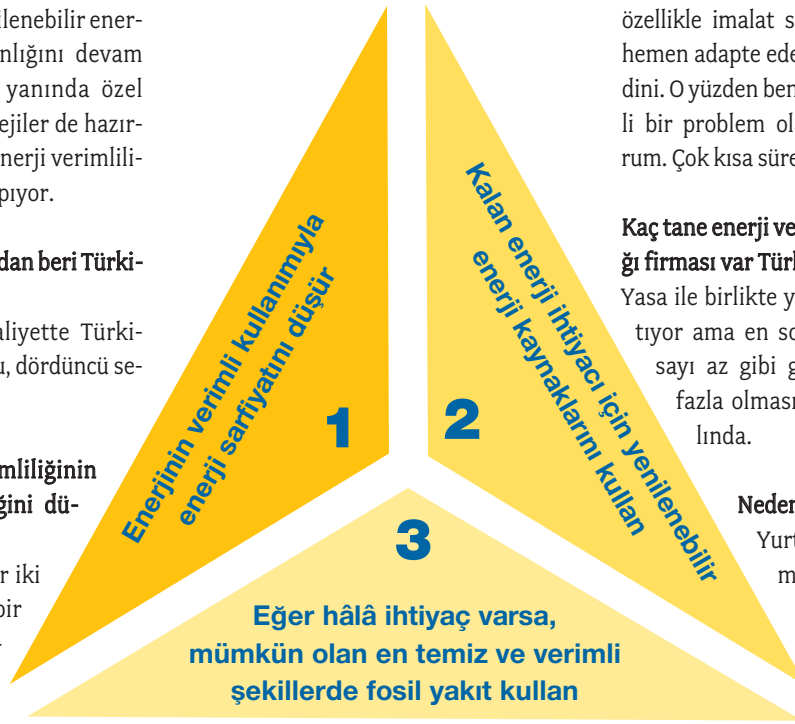 ilenebilir ener-
nlığını devam
yanında özel
ejiler de hazır-
nerji verimlili-
pıyor.
dan beri Türki-
aliyette Türki-
u, dördüncü se-
mliliğinin
ğini dü-
r iki
bir
-
Enerjinin verimli kullanımıyla
enerji sarfiyatını düşür
1
Kalan enerji ihtiyacı için yenilenebilir
enerji kaynaklarını kullan
2
3
Eğer hâlâ ihtiyaç varsa,
mümkün olan en temiz ve verimli
şekillerde fosil yakıt kullan
özellikle imalat s
hemen adapte ede
dini. O yüzden ben
li bir problem ol
rum. Çok kısa süre
Kaç tane enerji ve
ğı firması var Türk
Yasa ile birlikte y
tıyor ama en so
sayı az gibi g
fazla olması
lında.
Neden
Yurt
m